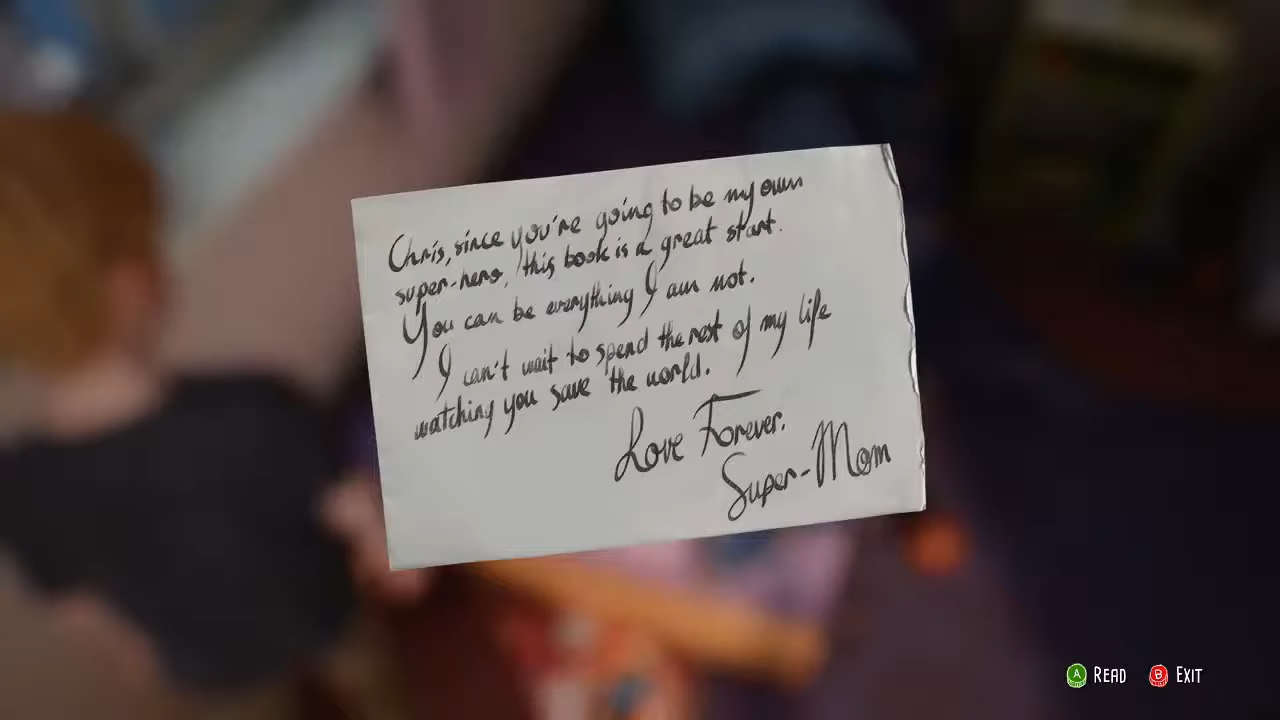 Chris, since you're going to be my own
super-hero, this book is a great start.
You can be everything I am not.
I can't wait to spend the rest of my life
watching you save the world.
Love Forever.
Super-Mom
A READ B EXIT